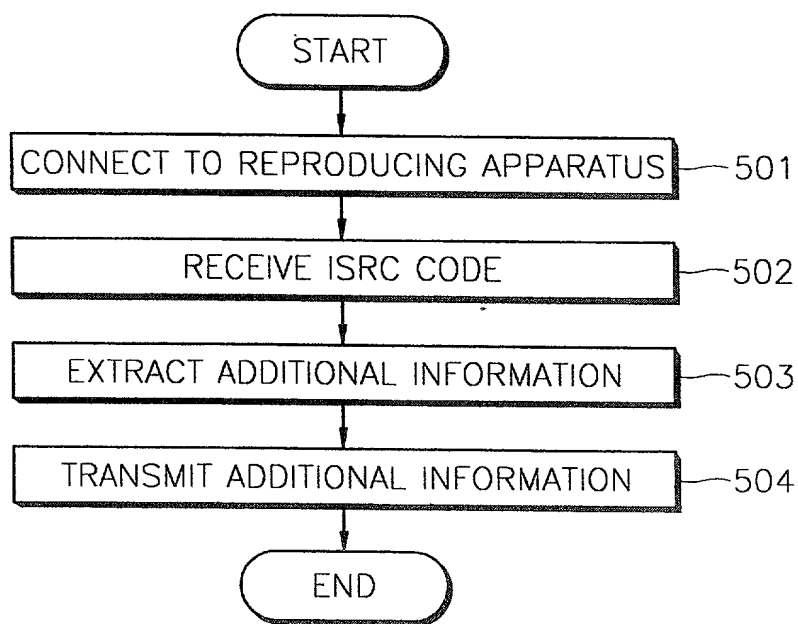 START
CONNECT TO REPRODUCING APPARATUS 501
RECEIVE ISRC CODE 502
EXTRACT ADDITIONAL INFORMATION 503
TRANSMIT ADDITIONAL INFORMATION 504
END